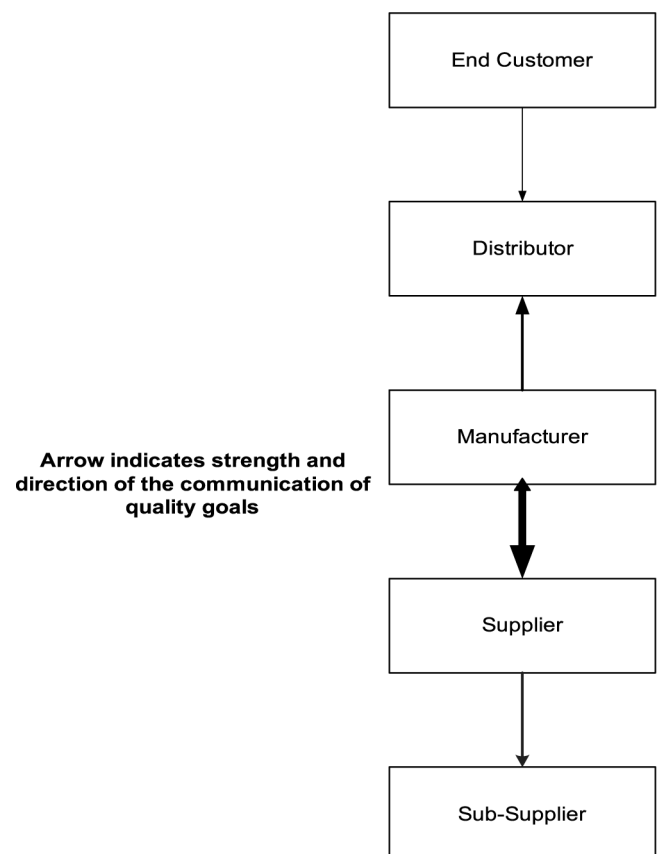 End Customer
Distributor
Manufacturer
Arrow indicates strength and
direction of the communication of
quality goals
Supplier
Sub-Supplier